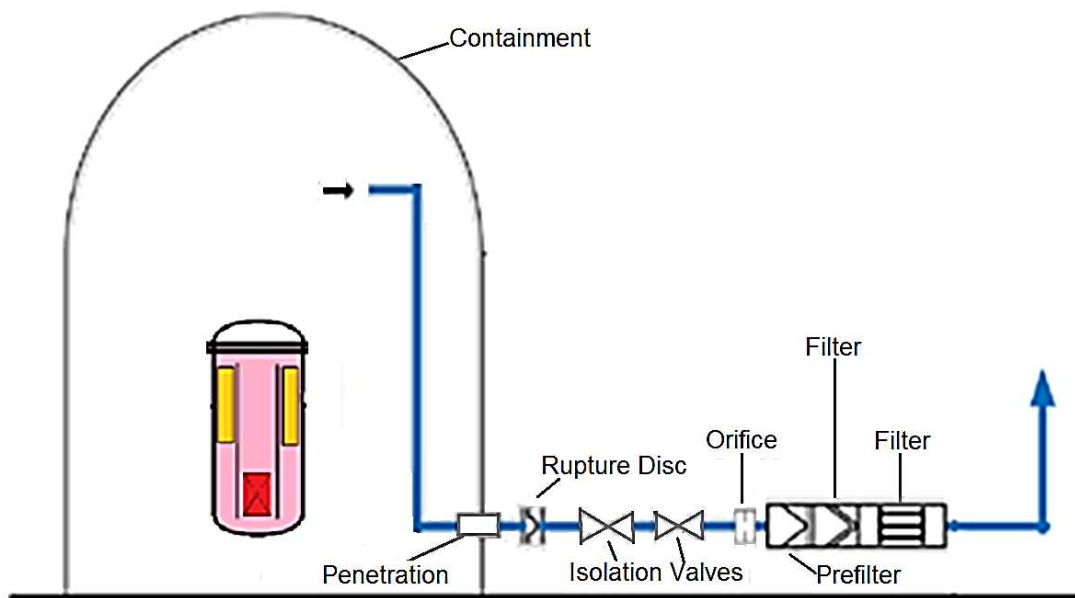 Containment
Filter
Orifice
Filter
Rupture Disc
Penetration
Isolation Valves
Prefilter